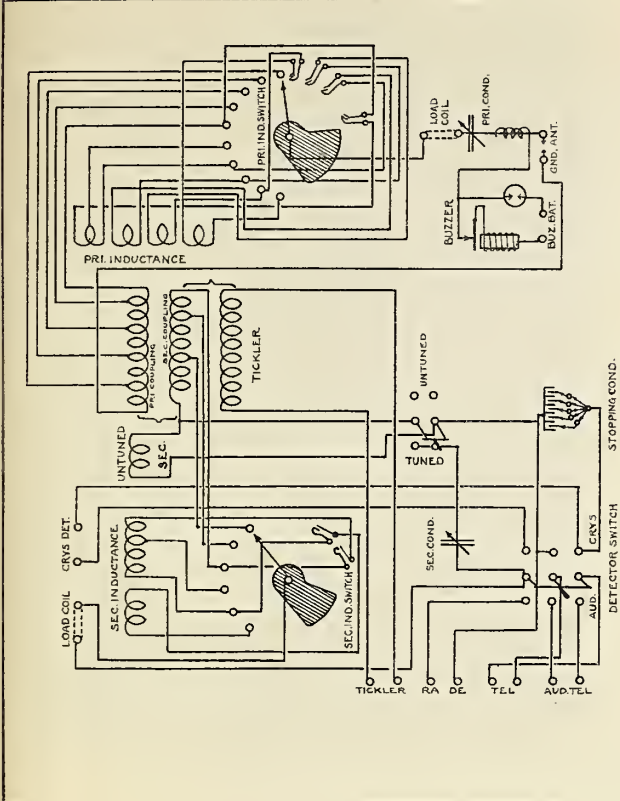 PRI. IND. SWITCH
LOAD
COIL
PRI. COND.
GND. ANT.
BUZZER
BUZ. BAT.
PRI. INDUCTANCE
PRI COUPLING
SEC. COUPLING
TICKLER
UNTUNED
SEC.
UNTUNED
TUNED
STOPPING COND.
CRYS DET.
LOAD COIL
SEC. INDUCTANCE
SEC. IND. SWITCH
SEC. COND.
CRYS
AUD.
DETECTOR SWITCH
TICKLER
RA
DE
TEL
AUD. TEL